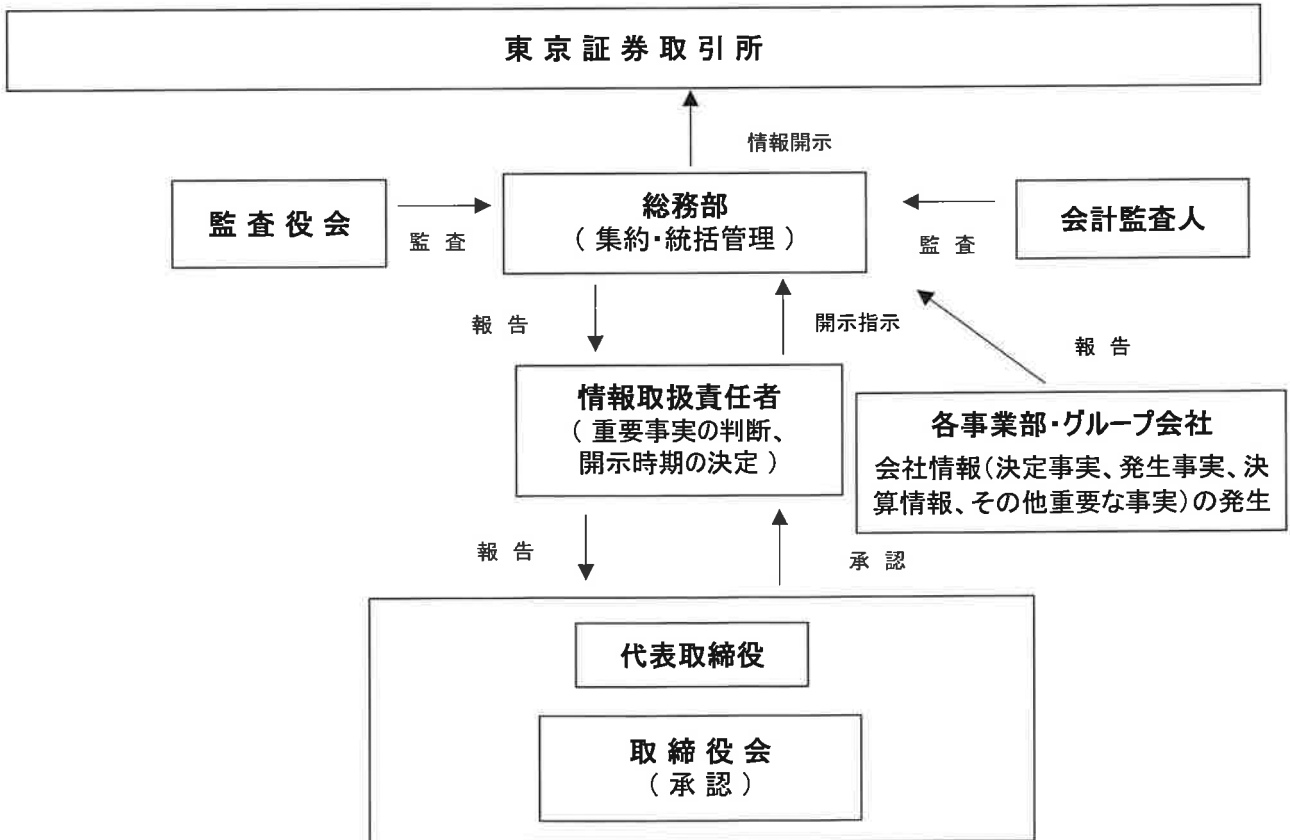 東京証券取引所
情報開示
監査役会
監査
総務部
(集約・統括管理)
監査
会計監査人
報告
開示指示
報告
情報取扱責任者
(重要事実の判断、
開示時期の決定)
各事業部・グループ会社
会社情報(決定事実、発生事実、決
算情報、その他重要な事実)の発生
報告
承認
代表取締役
取締役会
(承認)